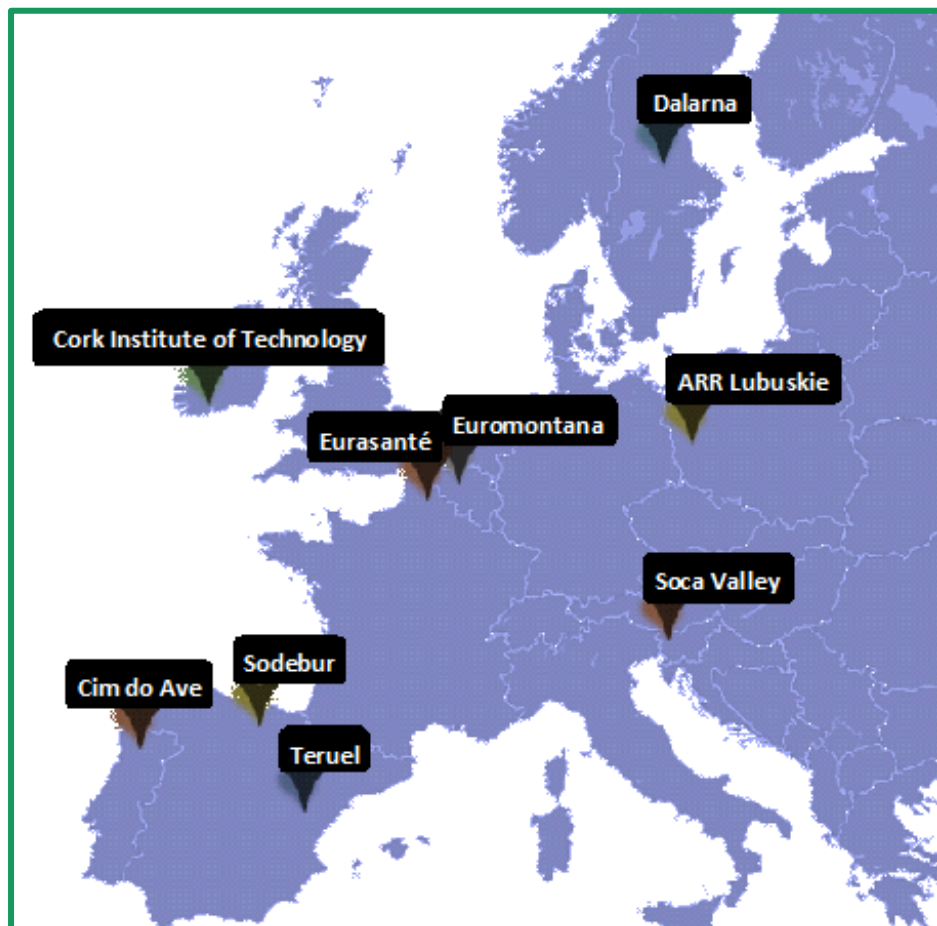 Dalarna
Cork Institute of Technology
ARR Lubuskie
Euromontana
Eurasanté
Soca Valley
Sodebur
Cim do Ave
Teruel